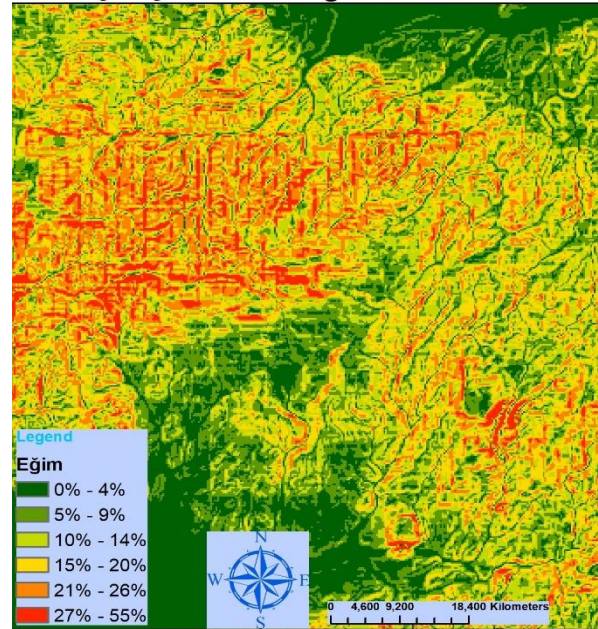 Legend
Eğim
0% - 4%
5% - 9%
10% - 14%
15% - 20%
21% - 26%
27% - 55%
N
W E
S
0 4,600 9,200 18,400 Kilometers